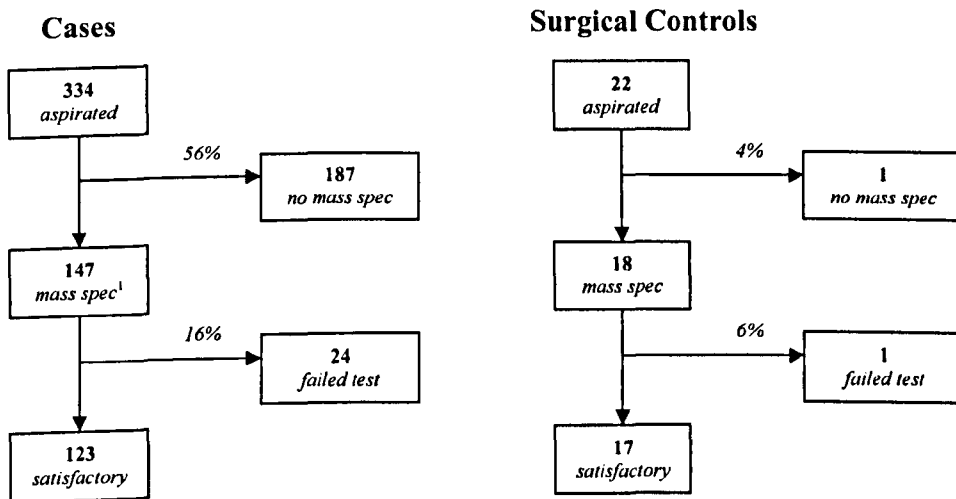 Cases
334
aspirated
56%
187
no mass spec
147
mass spec¹
16%
24
failed test
123
satisfactory
Surgical Controls
22
aspirated
4%
1
no mass spec
18
mass spec
6%
1
failed test
17
satisfactory